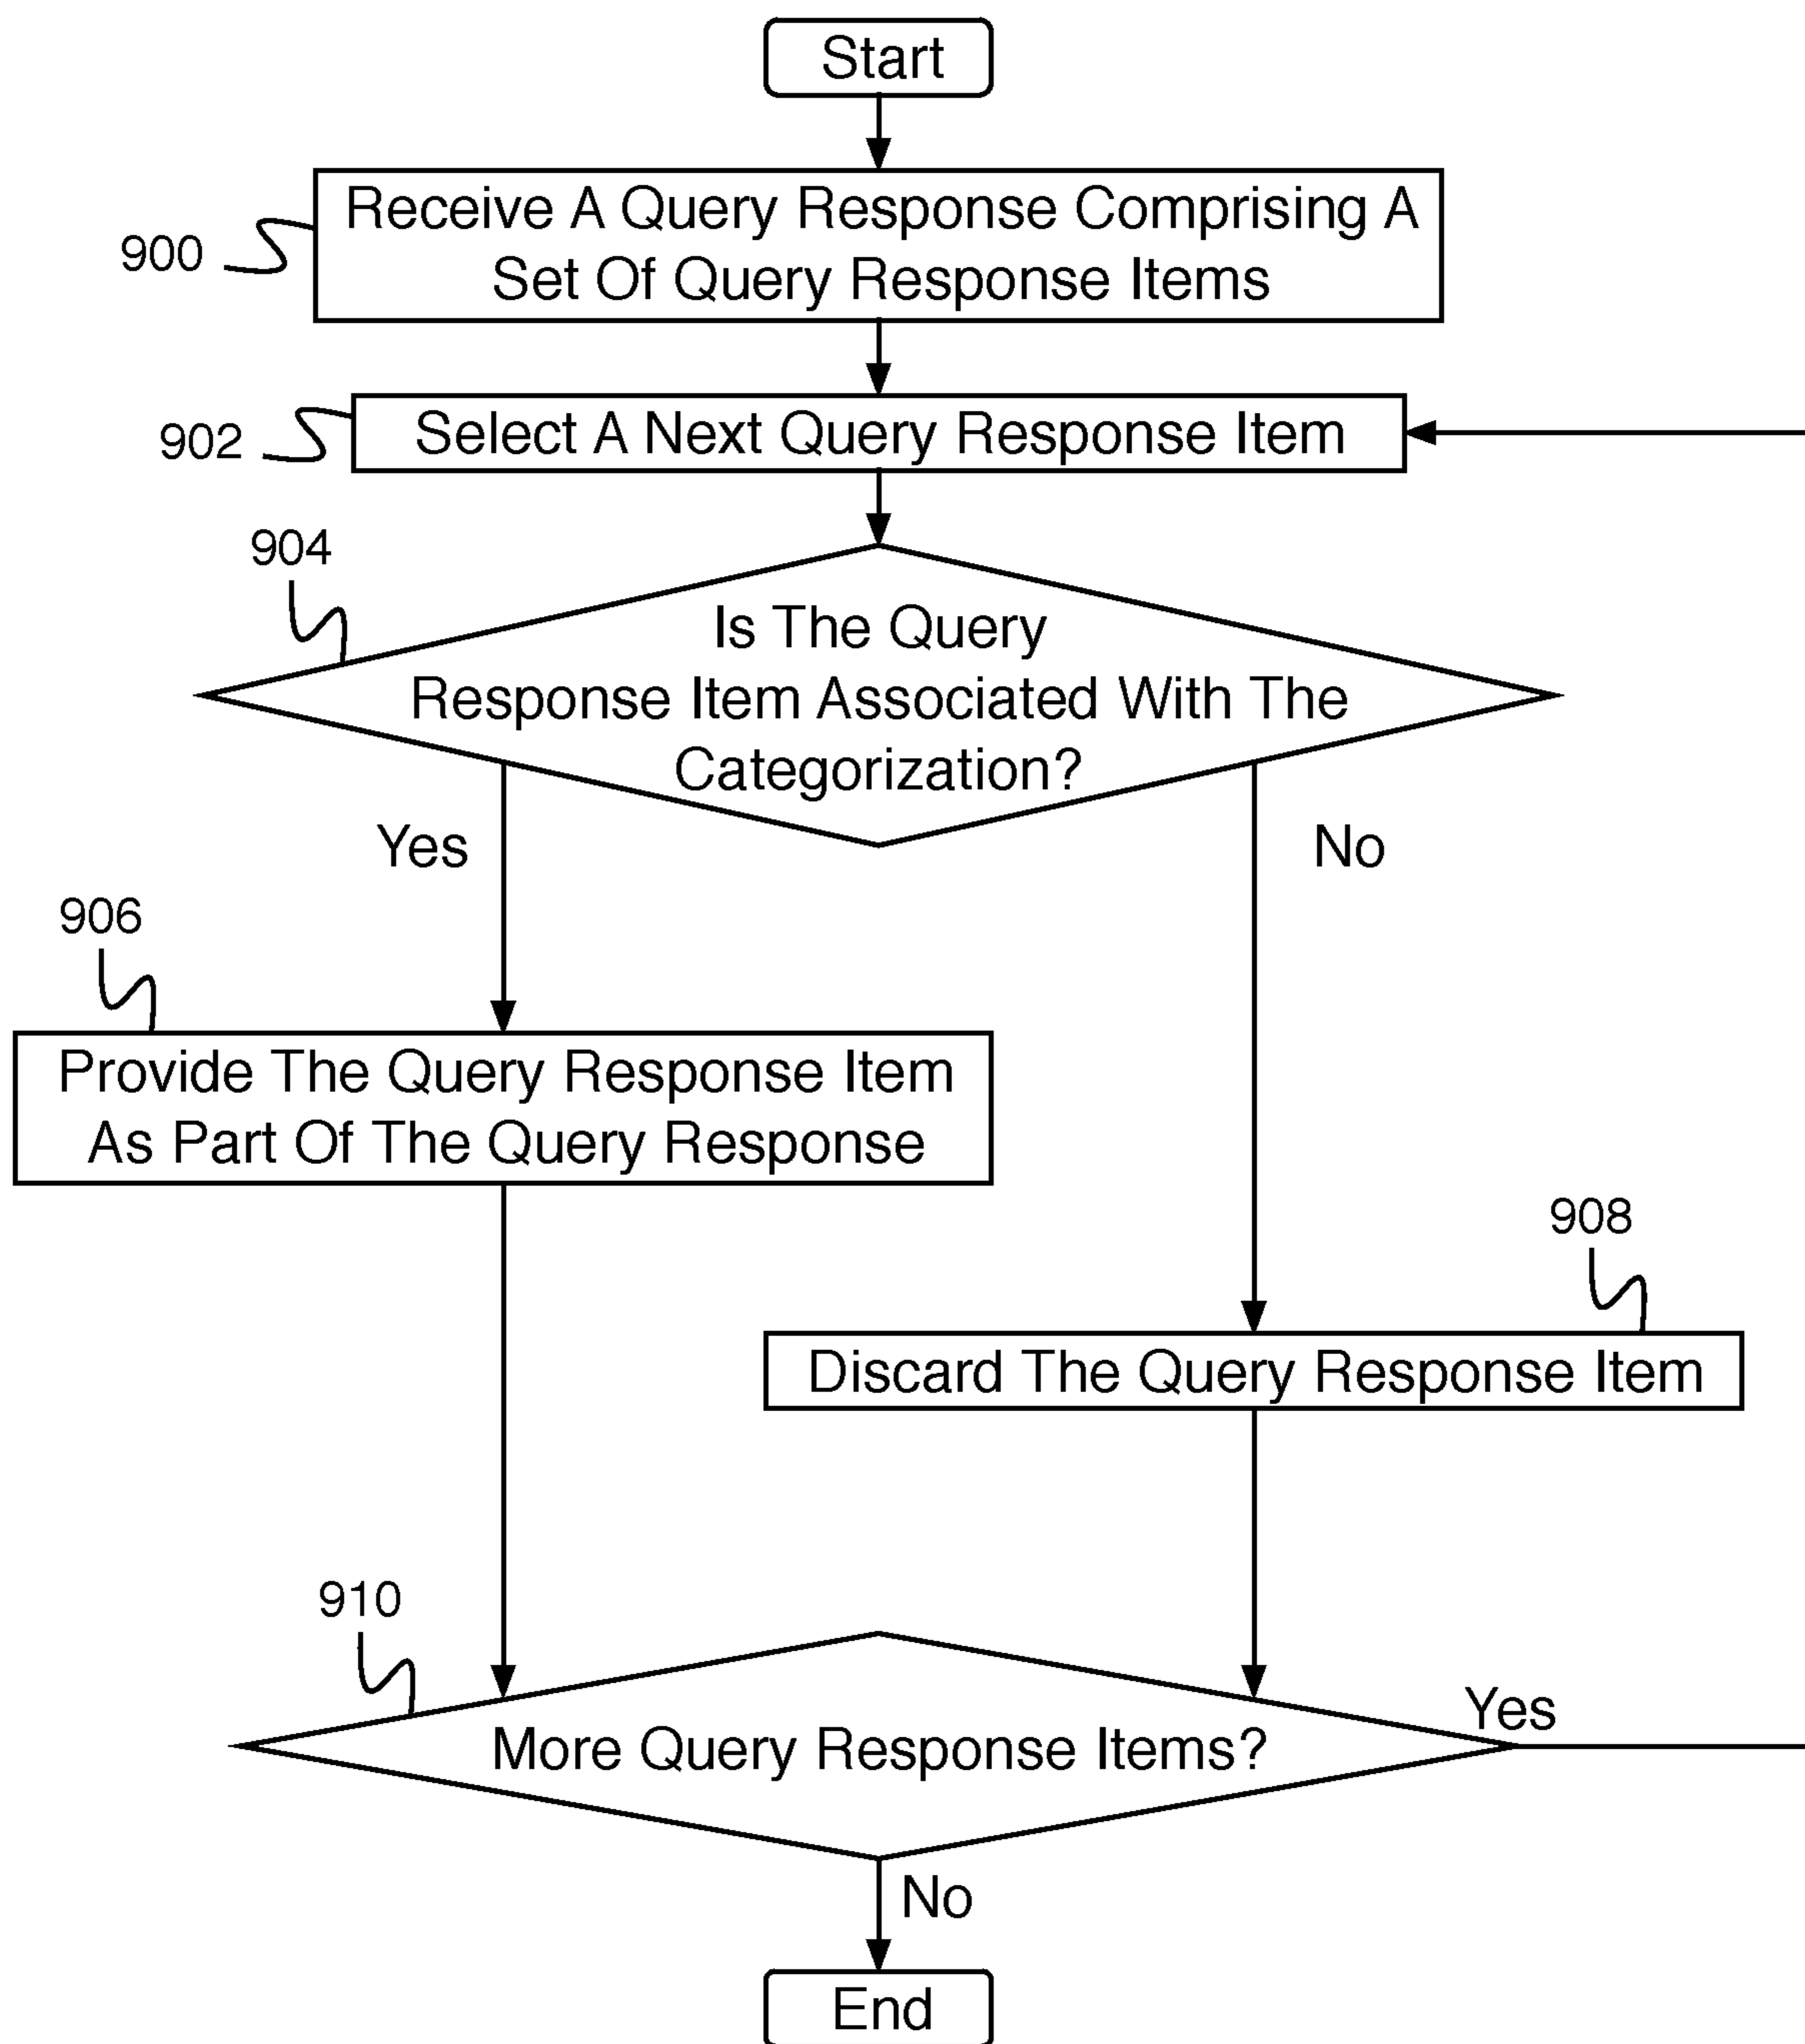 Start
Receive A Query Response Comprising A
Set Of Query Response Items
900
Select A Next Query Response Item
902
904
Is The Query
Response Item Associated With The
Categorization?
Yes
No
906
Provide The Query Response Item
As Part Of The Query Response
908
Discard The Query Response Item
910
More Query Response Items?
Yes
No
End